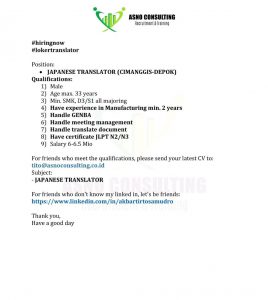 ASNO CONSULTING
Recruitment & Training
#hiringnow
#lokertranslator
Position:
• JAPANESE TRANSLATOR (CIMANGGIS-DEPOK)
Qualifications:
1) Male
2) Age max. 33 years
3) Min. SMK, D3/S1 all majoring
4) Have experience in Manufacturing min. 2 years
5) Handle GENBA
6) Handle meeting management
7) Handle translate document
8) Have certificate JLPT N2/N3
9) Salary 6-6.5 Mio
For friends who meet the qualifications, please send your latest CV to:
tito@asnoconsulting.co.id
Subject:
- JAPANESE TRANSLATOR
ASNO CONSULTING
For friends who don't know my linked in, let's be friends:
https://www.linkedin.com/in/akbartirtosamudro
Thank you,
Have a good day